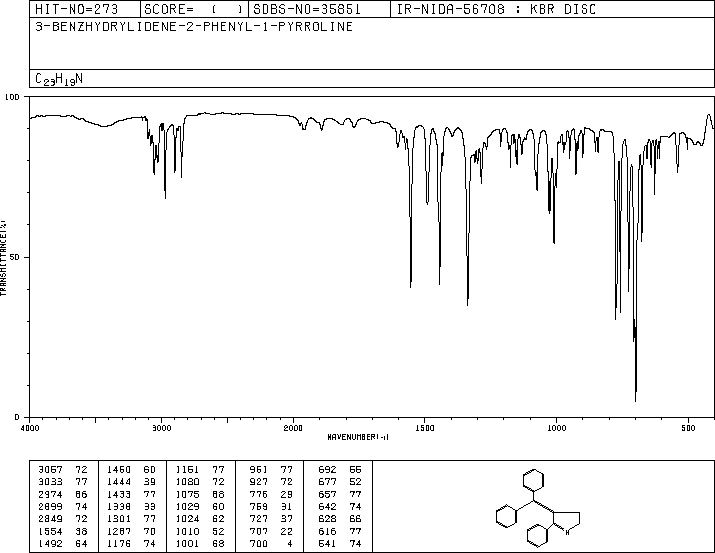 HIT-NO=273 SCORE= ( ) SDBS-NO=35851 IR-NIDA-56708 : KBR DISC
3-BENZHYDRYLIDENE-2-PHENYL-1-PYRROLINE
C23H19N
100
50
0
TRANSMITTANCE(%)
4000 3000 2000 1500 1000 500
WAVENUMBER(-1)
3067 72 1460 60 1161 77 961 77 692 55
3033 77 1444 39 1080 72 927 72 677 52
2974 66 1433 77 1075 68 776 29 657 77
2899 74 1338 33 1029 60 759 31 642 74
2849 72 1301 77 1024 62 727 37 628 66
1554 38 1287 70 1010 52 707 22 616 77
1492 64 1176 74 1001 68 700 4 541 74
N